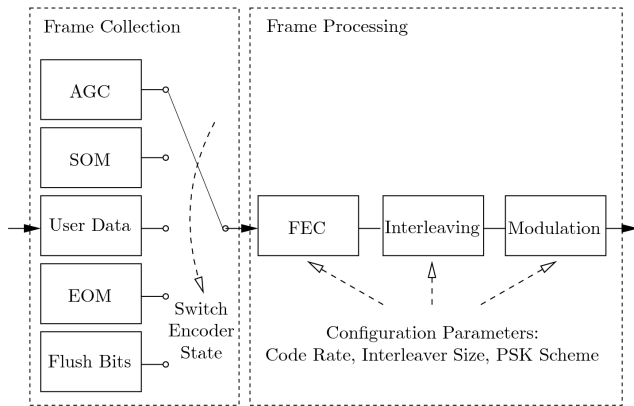 Frame Collection
Frame Processing
AGC
SOM
User Data
EOM
Flush Bits
Switch
Encoder
State
FEC
Interleaving
Modulation
Configuration Parameters:
Code Rate, Interleaver Size, PSK Scheme